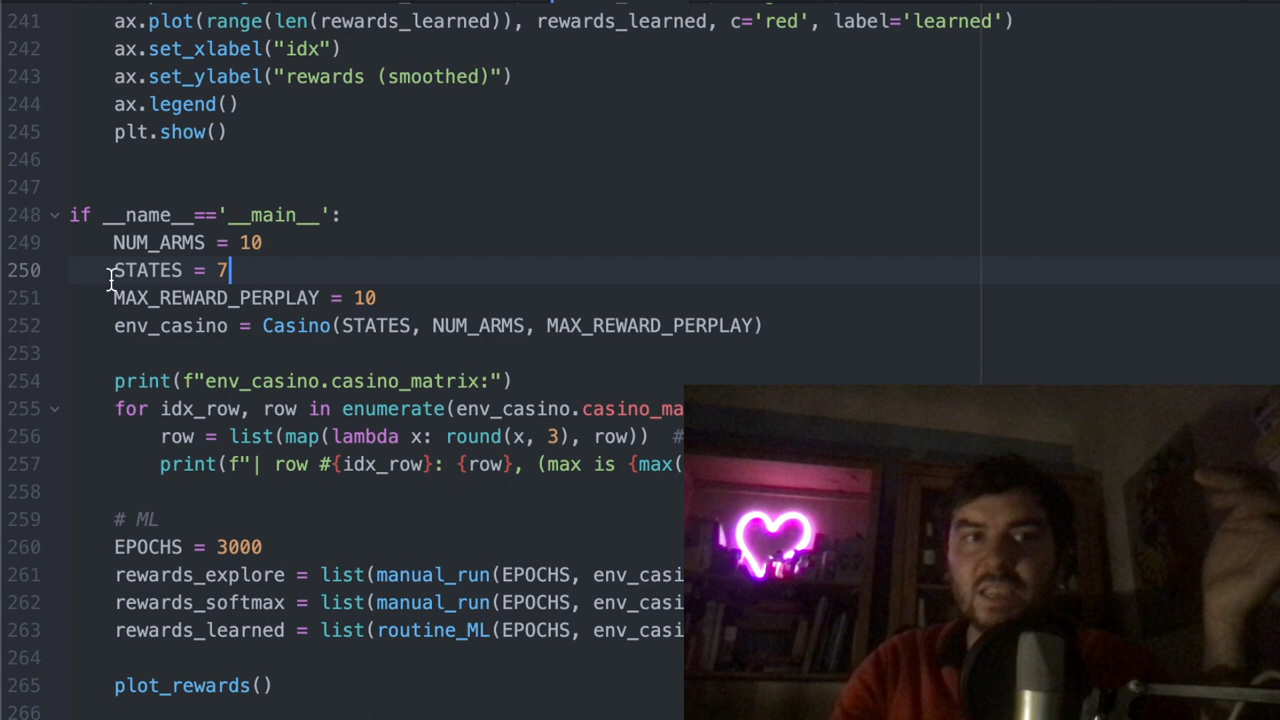 241 ax.plot(range(len(rewards_learned)), rewards_learned, c='red', label='learned')
242 ax.set_xlabel("idx")
243 ax.set_ylabel("rewards (smoothed)")
244 ax.legend()
245 plt.show()
246
247
248 if __name__=='__main__':
249 NUM_ARMS = 10
250 STATES = 7
251 MAX_REWARD_PERPLAY = 10
252 env_casino = Casino(STATES, NUM_ARMS, MAX_REWARD_PERPLAY)
253
254 print(f"env_casino.casino_matrix:")
255 for idx_row, row in enumerate(env_casino.casino_ma
256 row = list(map(lambda x: round(x, 3), row)) #
257 print(f"| row #{idx_row}: {row}, (max is {max(
258
259 # ML
260 EPOCHS = 3000
261 rewards_explore = list(manual_run(EPOCHS, env_casi
262 rewards_softmax = list(manual_run(EPOCHS, env_casi
263 rewards_learned = list(routine_ML(EPOCHS, env_casi
264
265 plot_rewards()
266